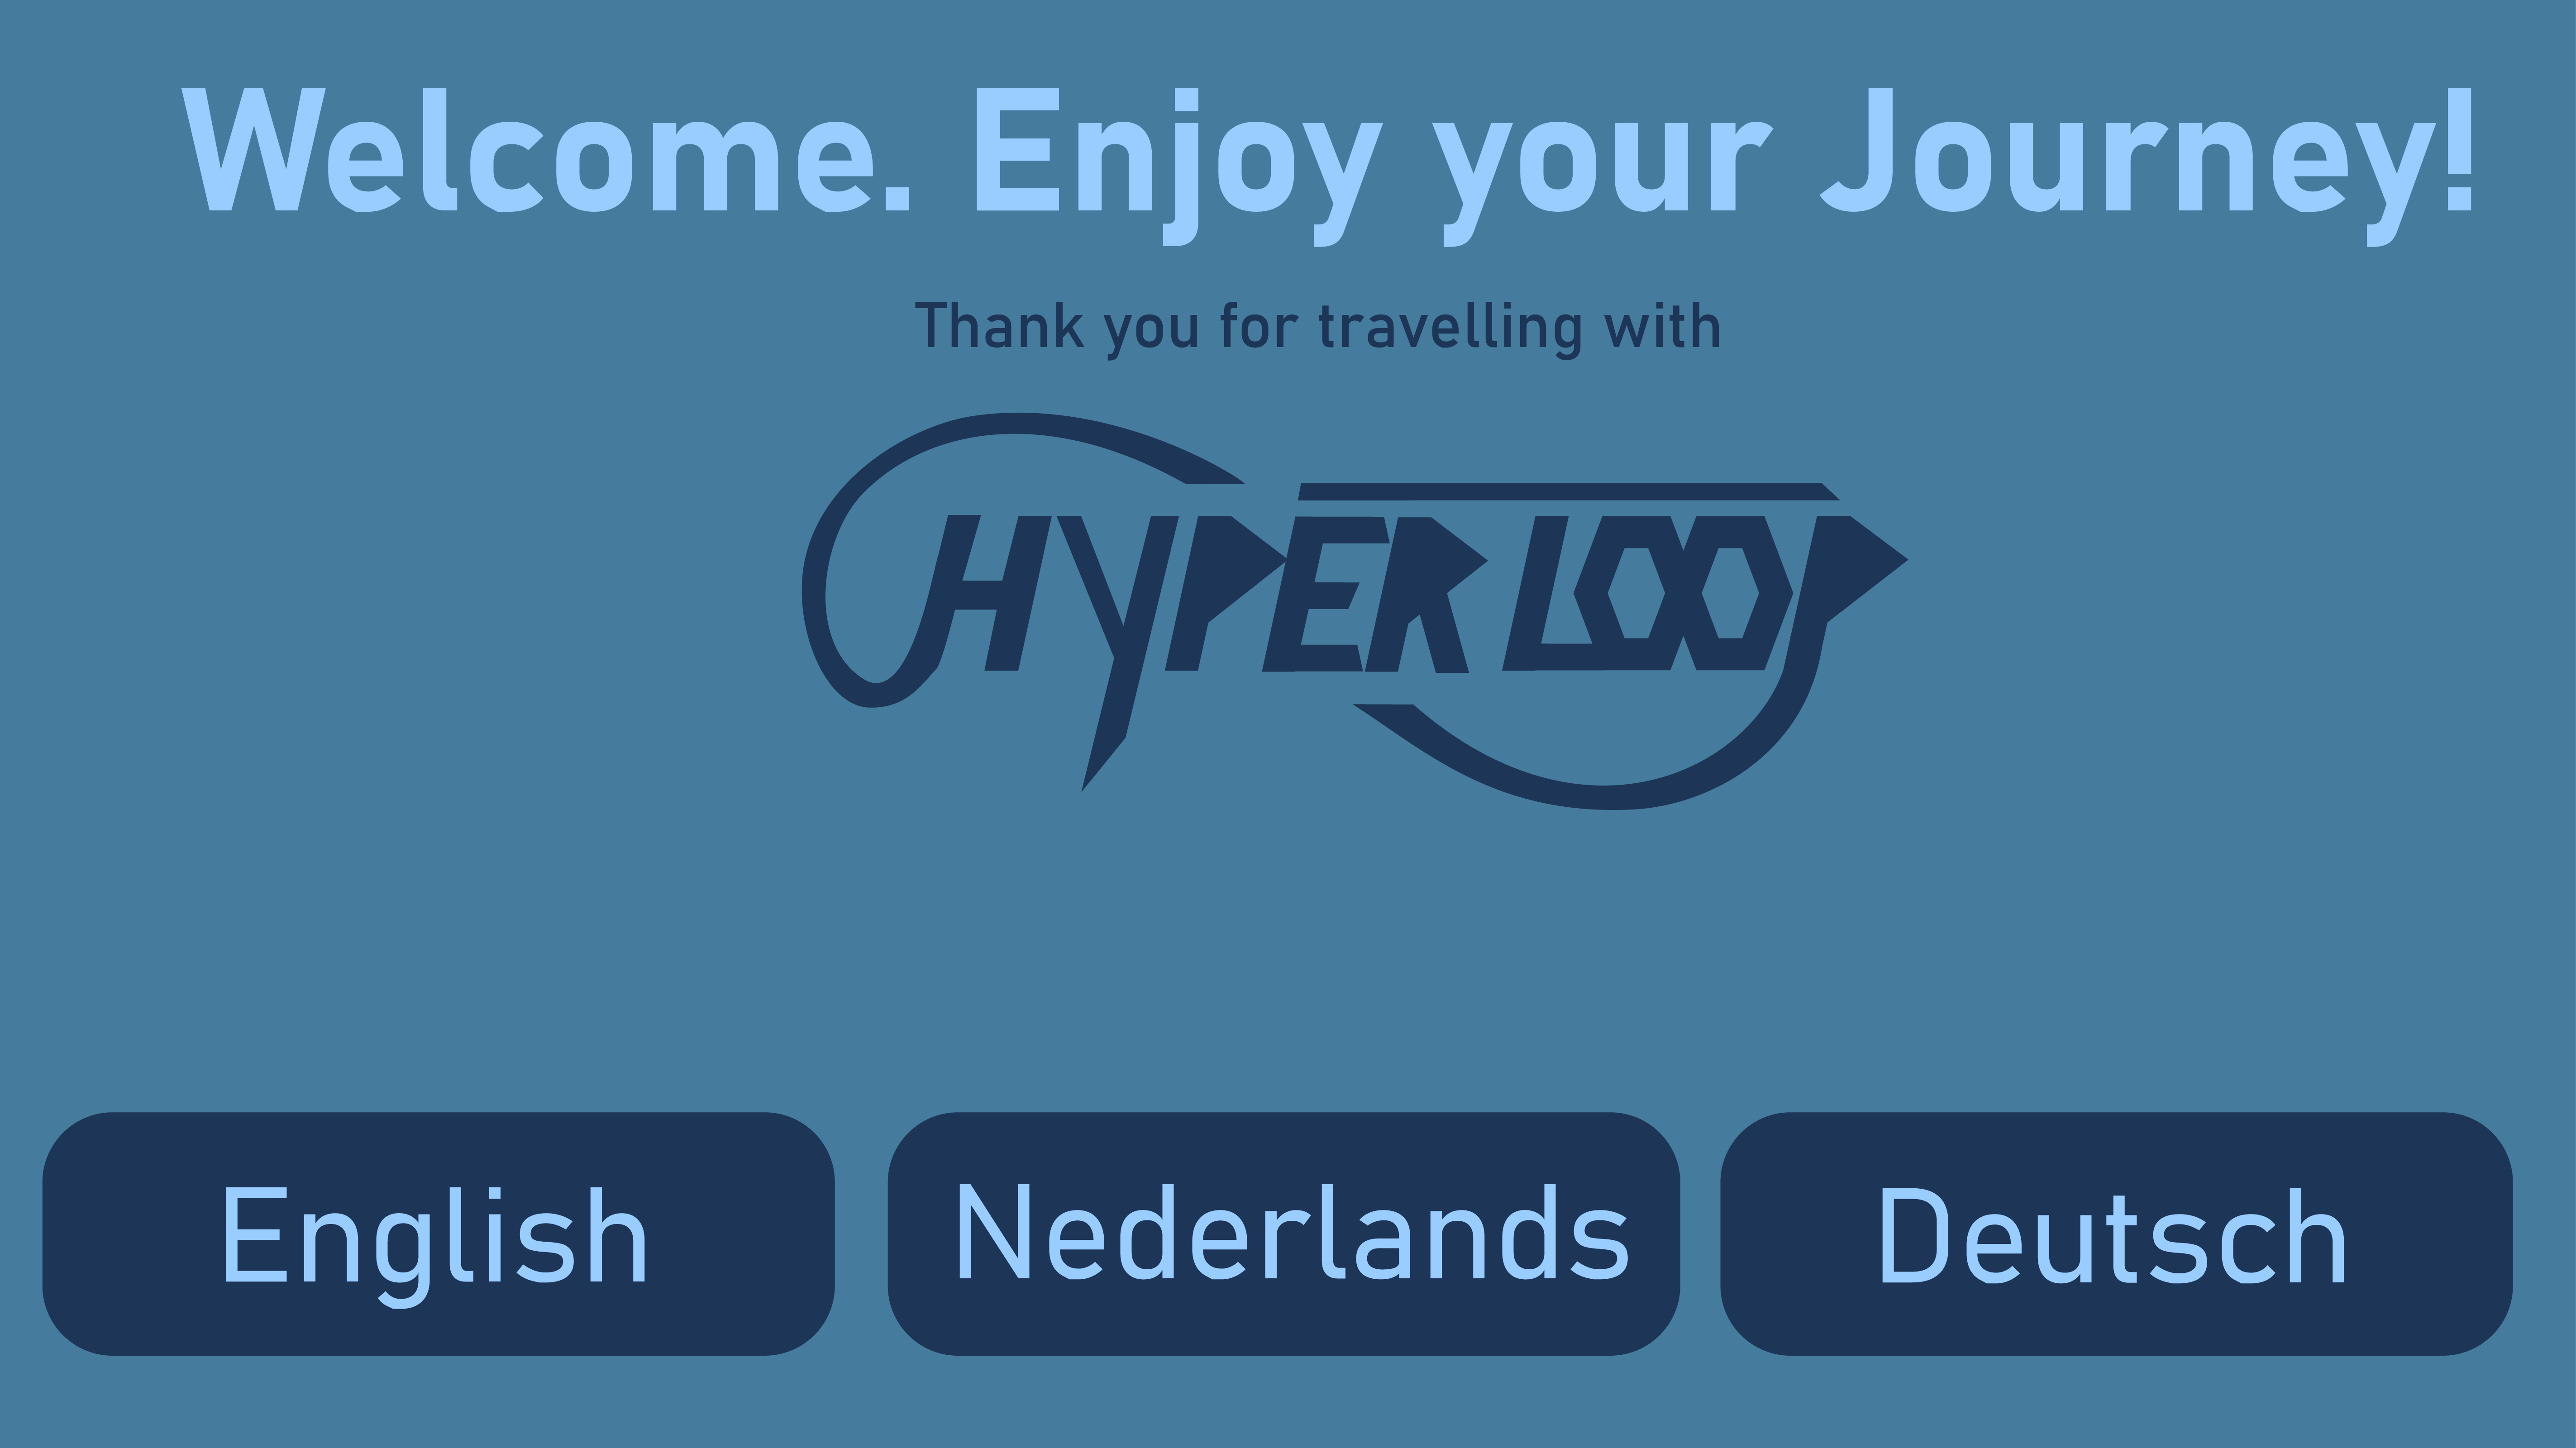 Welcome. Enjoy your Journey!
Thank you for travelling with
HYPERLOOP
English
Nederlands
Deutsch